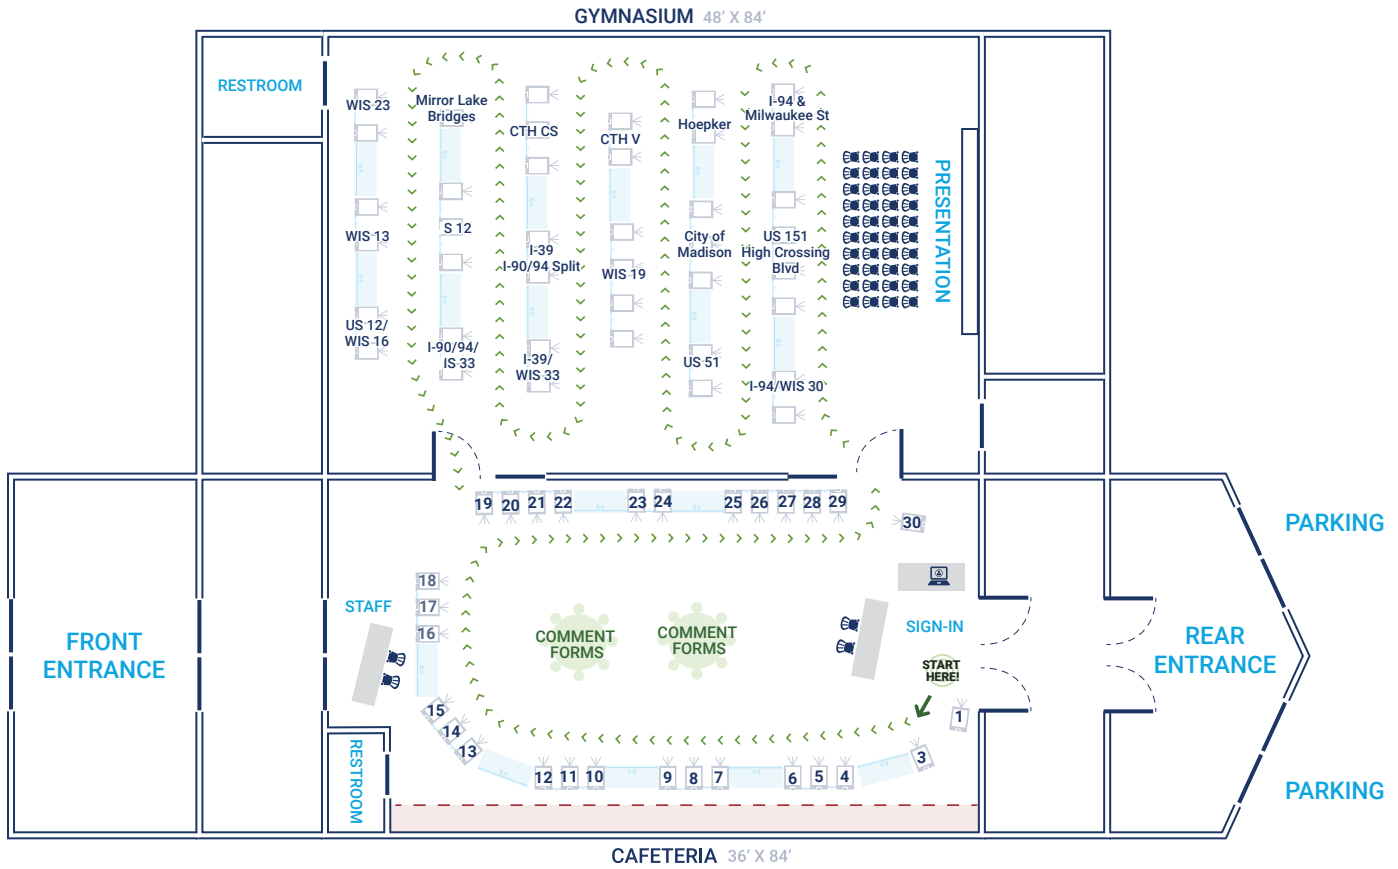 GYMNASIUM 48' X 84'
RESTROOM
WIS 23
Mirror Lake
Bridges
CTH CS
CTH V
Hoepker
I-94 &
Milwaukee St
WIS 13
S 12
I-39
I-90/94 Split
WIS 19
City of
Madison
US 151
High Crossing
Blvd
PRESENTATION
US 12/
WIS 16
I-90/94/
IS 33
I-39/
WIS 33
US 51
I-94/WIS 30
19
20
21
22
23
24
25
26
27
28
29
30
PARKING
18
17
16
STAFF
COMMENT
FORMS
COMMENT
FORMS
SIGN-IN
START
HERE!
FRONT
ENTRANCE
REAR
ENTRANCE
15
14
13
12
11
10
9
8
7
6
5
4
3
1
RESTROOM
PARKING
CAFETERIA 36' X 84'